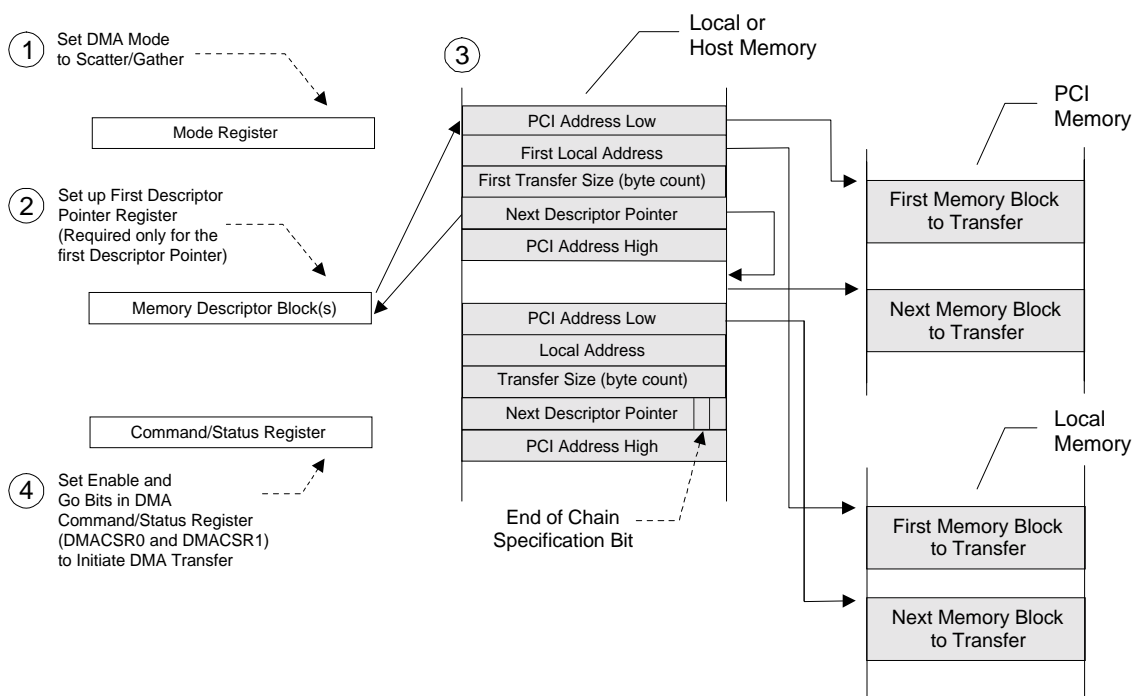 1
Set DMA Mode
to Scatter/Gather
Mode Register
2
Set up First Descriptor
Pointer Register
(Required only for the
first Descriptor Pointer)
Memory Descriptor Block(s)
Command/Status Register
4
Set Enable and
Go Bits in DMA
Command/Status Register
(DMACSR0 and DMACSR1)
to Initiate DMA Transfer
3
Local or
Host Memory
PCI Address Low
First Local Address
First Transfer Size (byte count)
Next Descriptor Pointer
PCI Address High
PCI Address Low
Local Address
Transfer Size (byte count)
Next Descriptor Pointer
PCI Address High
End of Chain
Specification Bit
PCI
Memory
First Memory Block
to Transfer
Next Memory Block
to Transfer
Local
Memory
First Memory Block
to Transfer
Next Memory Block
to Transfer